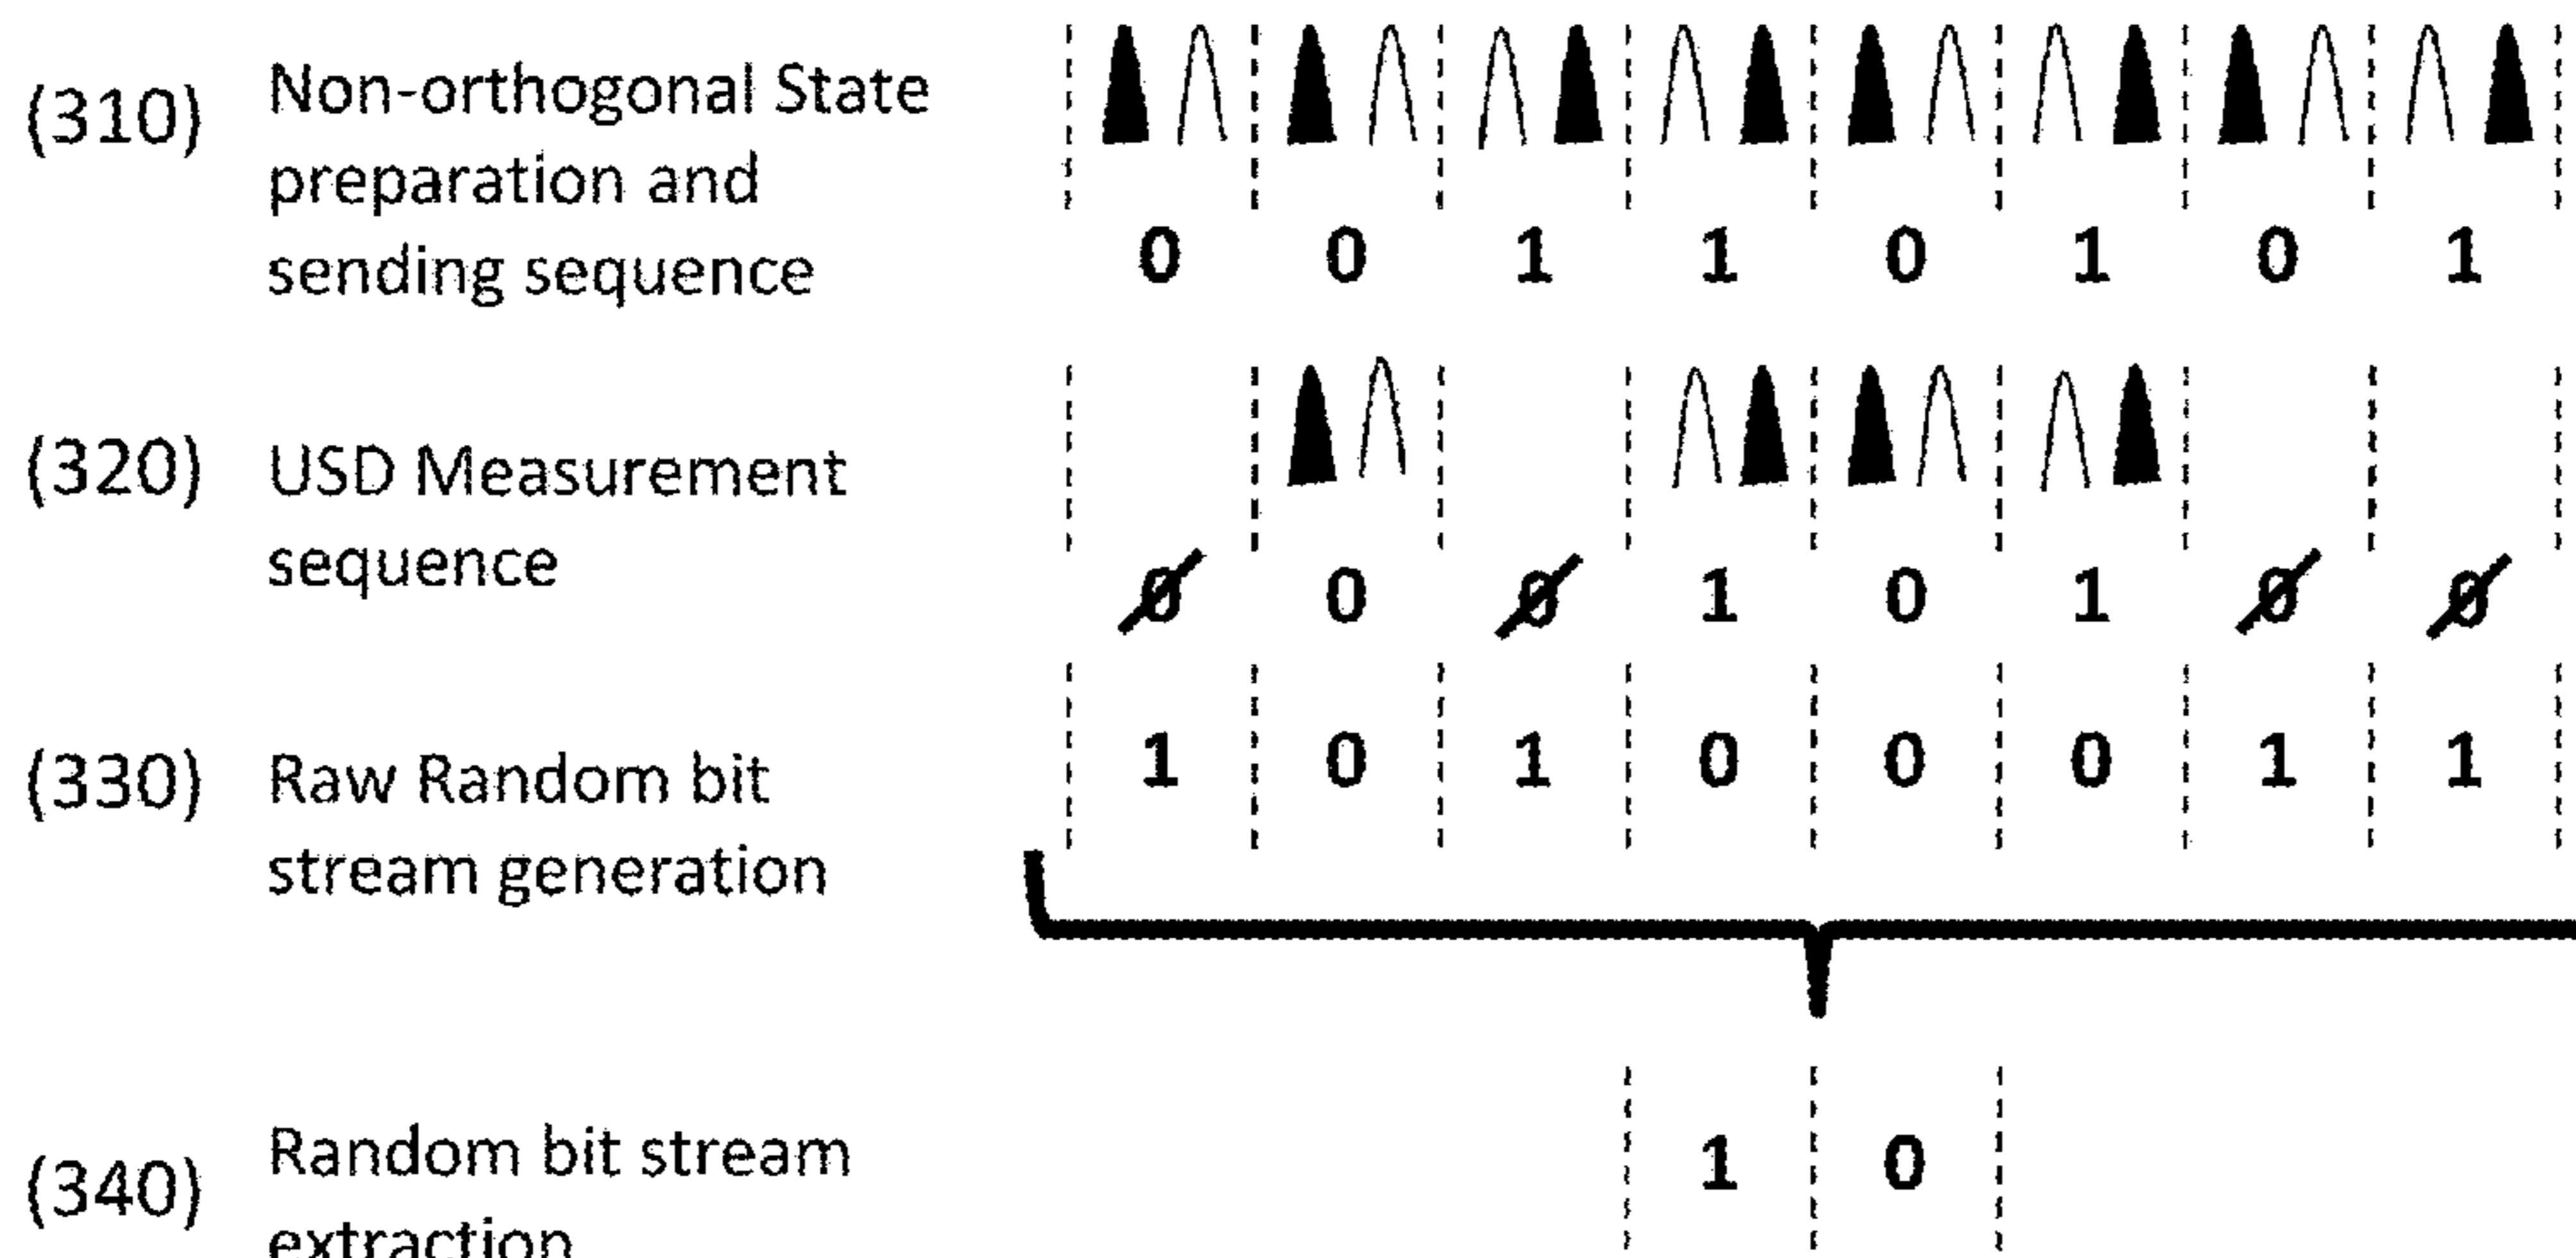 (310) Non-orthogonal State
preparation and
sending sequence
0 0 1 1 0 1 0 1
(320) USD Measurement
sequence
Ø 0 Ø 1 0 1 Ø Ø
(330) Raw Random bit
stream generation
1 0 1 0 0 0 1 1
(340) Random bit stream
extraction
1 0